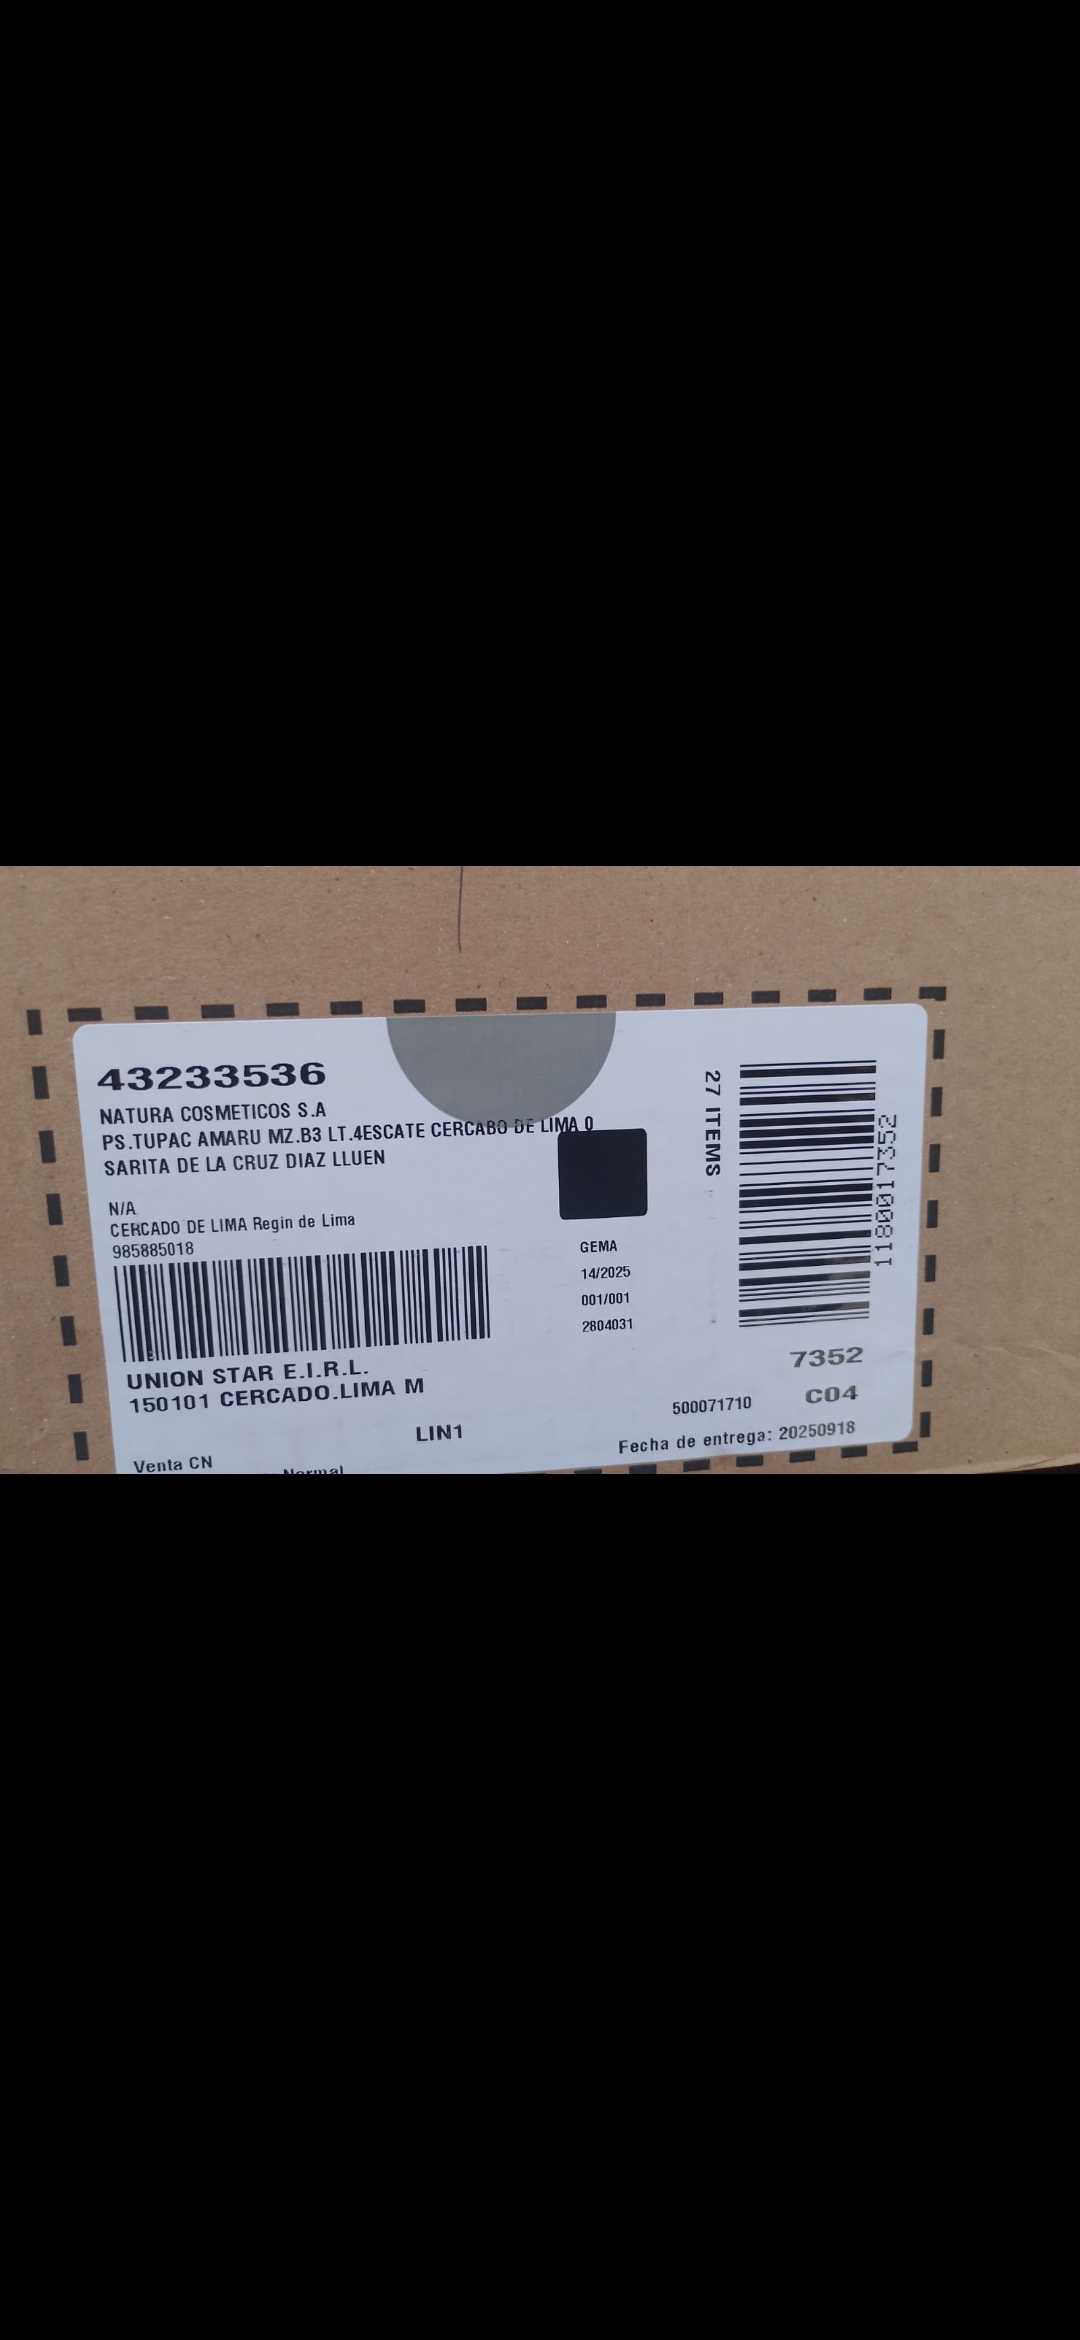 43233536
NATURA COSMETICOS S.A
PS.TUPAC AMARU MZ.B3 LT.4ESCATE CERCABO DE LIMA 0
SARITA DE LA CRUZ DIAZ LLUEN
N/A
CERCADO DE LIMA Regin de Lima
985885018
UNION STAR E.I.R.L.
150101 CERCADO.LIMA M
LIN1
Venta CN
Normal
GEMA
14/2025
001/001
2804031
27 ITEMS
1180017352
7352
C04
500071710
Fecha de entrega: 20250918